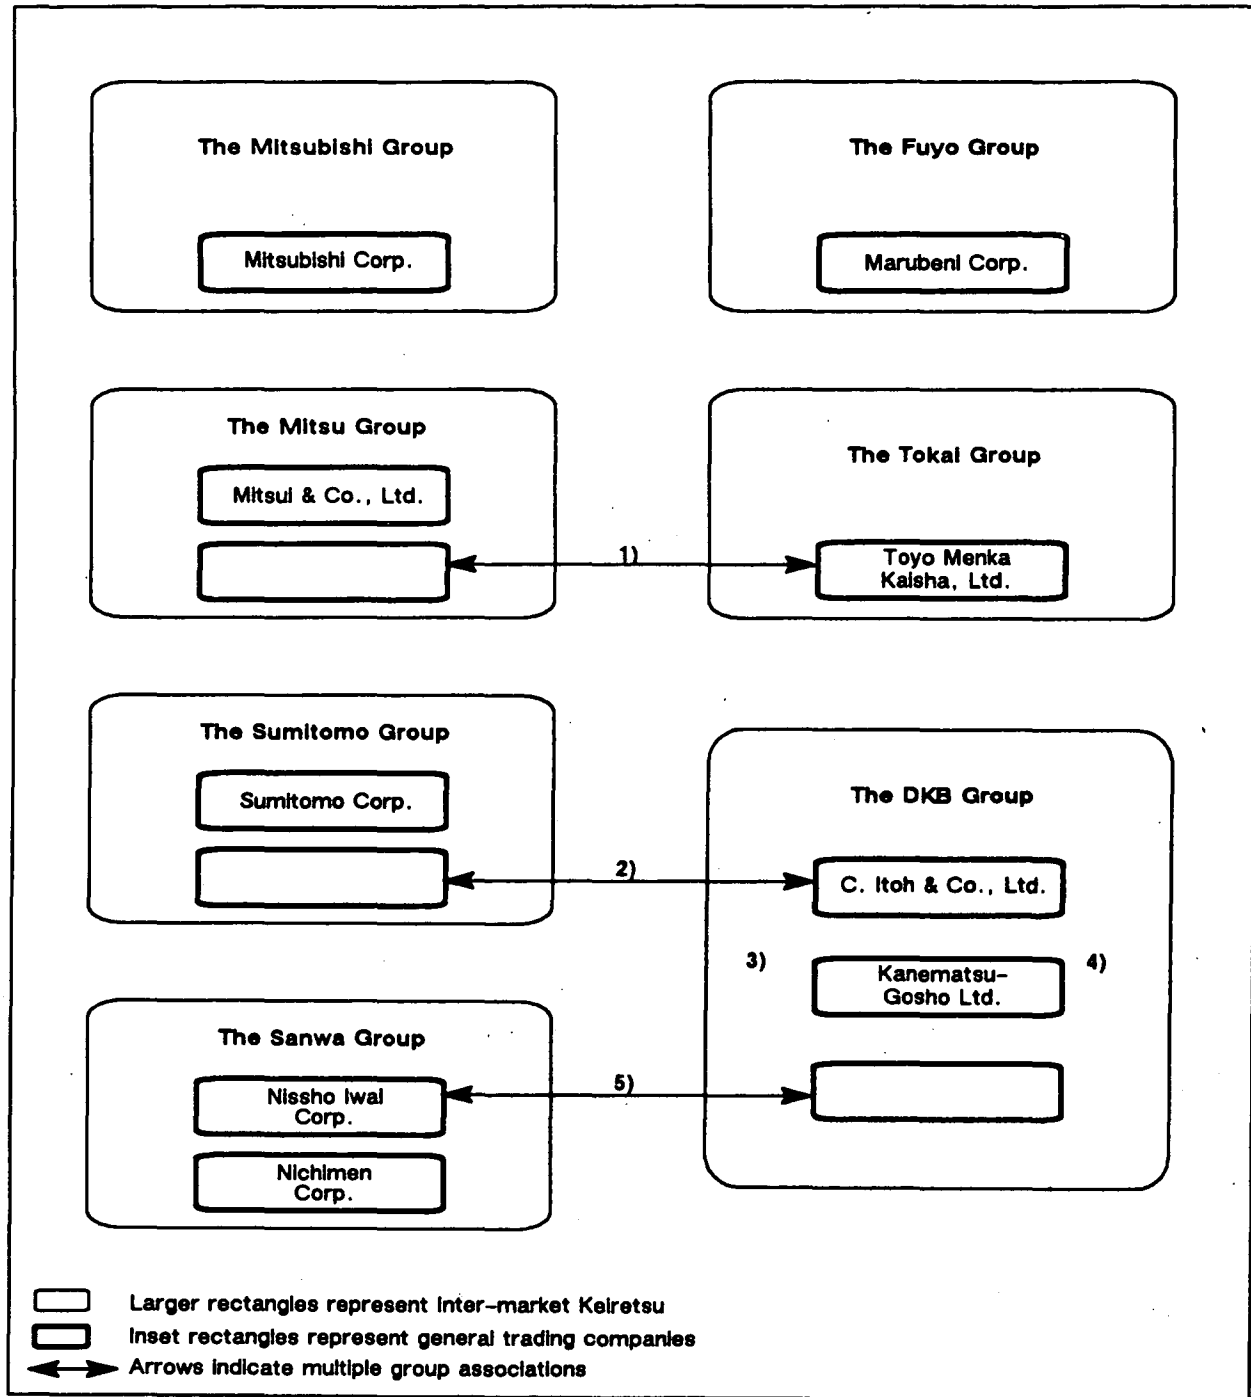 The Mitsubishi Group
Mitsubishi Corp.
The Fuyo Group
Marubeni Corp.
The Mitsu Group
Mitsui & Co., Ltd.
1)
The Tokai Group
Toyo Menka
Kaisha, Ltd.
The Sumitomo Group
Sumitomo Corp.
2)
The DKB Group
C. Itoh & Co., Ltd.
3)
Kanematsu-
Gosho Ltd.
4)
The Sanwa Group
Nissho Iwai
Corp.
5)
Nichimen
Corp.
Larger rectangles represent inter-market Keiretsu
Inset rectangles represent general trading companies
Arrows indicate multiple group associations